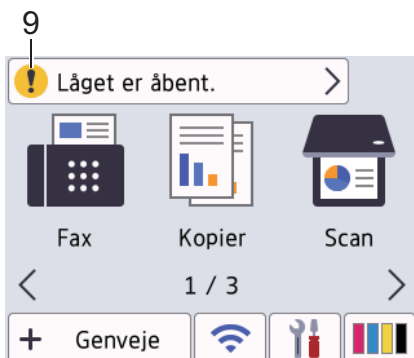 9
Låget er åbent.
Fax Kopier Scan
1 / 3
+ Genveje